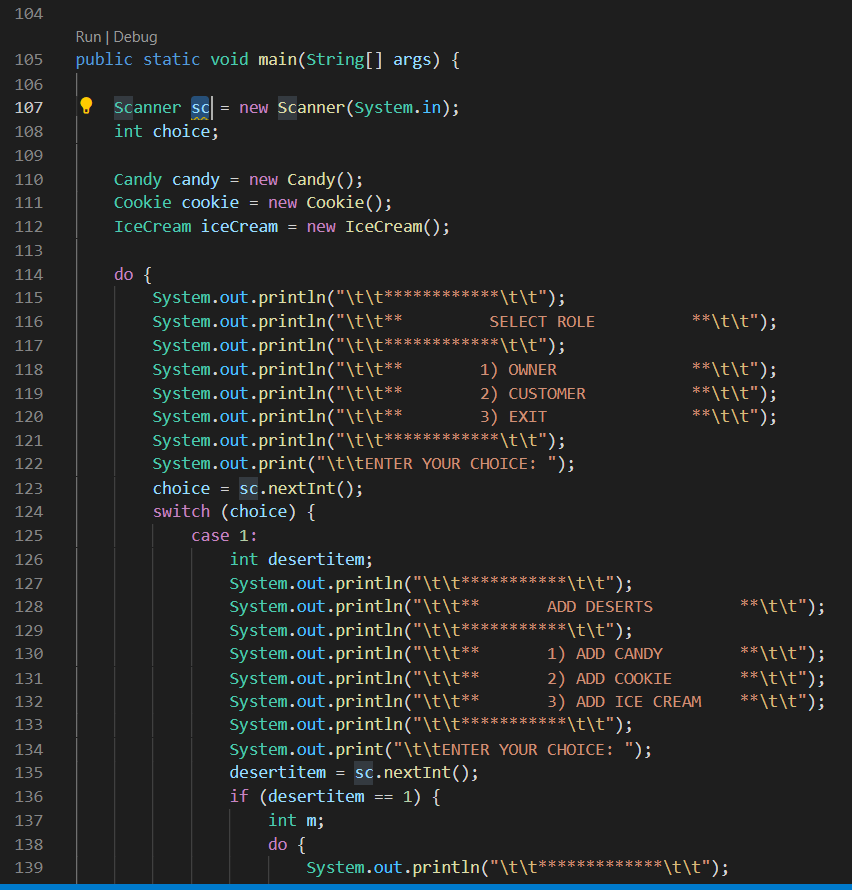 104
Run | Debug
105 public static void main(String[] args) {
106
107 Scanner sc = new Scanner(System.in);
108 int choice;
109
110 Candy candy = new Candy();
111 Cookie cookie = new Cookie();
112 IceCream iceCream = new IceCream();
113
114 do {
115 System.out.println("\t\t************\t\t");
116 System.out.println("\t\t**         SELECT ROLE          **\t\t");
117 System.out.println("\t\t************\t\t");
118 System.out.println("\t\t**        1) OWNER              **\t\t");
119 System.out.println("\t\t**        2) CUSTOMER           **\t\t");
120 System.out.println("\t\t**        3) EXIT               **\t\t");
121 System.out.println("\t\t************\t\t");
122 System.out.print("\t\tENTER YOUR CHOICE: ");
123 choice = sc.nextInt();
124 switch (choice) {
125 case 1:
126 int desertitem;
127 System.out.println("\t\t***********\t\t");
128 System.out.println("\t\t**       ADD DESERTS         **\t\t");
129 System.out.println("\t\t***********\t\t");
130 System.out.println("\t\t**       1) ADD CANDY        **\t\t");
131 System.out.println("\t\t**       2) ADD COOKIE       **\t\t");
132 System.out.println("\t\t**       3) ADD ICE CREAM    **\t\t");
133 System.out.println("\t\t***********\t\t");
134 System.out.print("\t\tENTER YOUR CHOICE: ");
135 desertitem = sc.nextInt();
136 if (desertitem == 1) {
137 int m;
138 do {
139 System.out.println("\t\t*************\t\t");